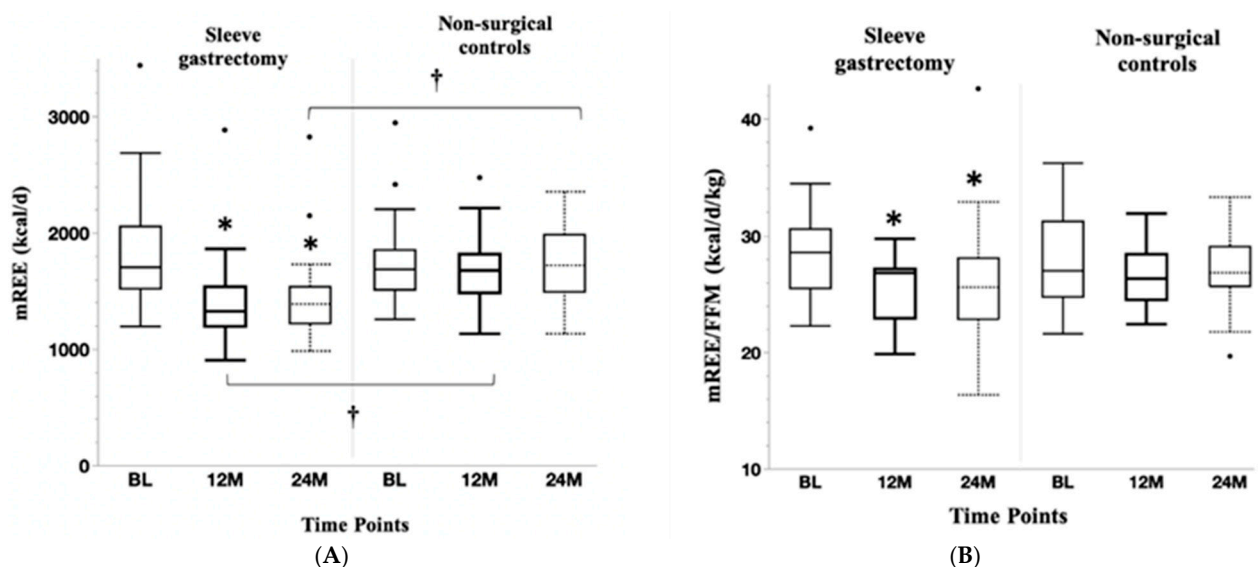 Sleeve
gastrectomy
Non-surgical
controls
†
mREE (kcal/d)
3000
2000
1000
0
*
*
†
BL
12M
24M
BL
12M
24M
Time Points
(A)
Sleeve
gastrectomy
Non-surgical
controls
mREE/FFM (kcal/d/kg)
40
30
20
10
*
*
BL
12M
24M
BL
12M
24M
Time Points
(B)